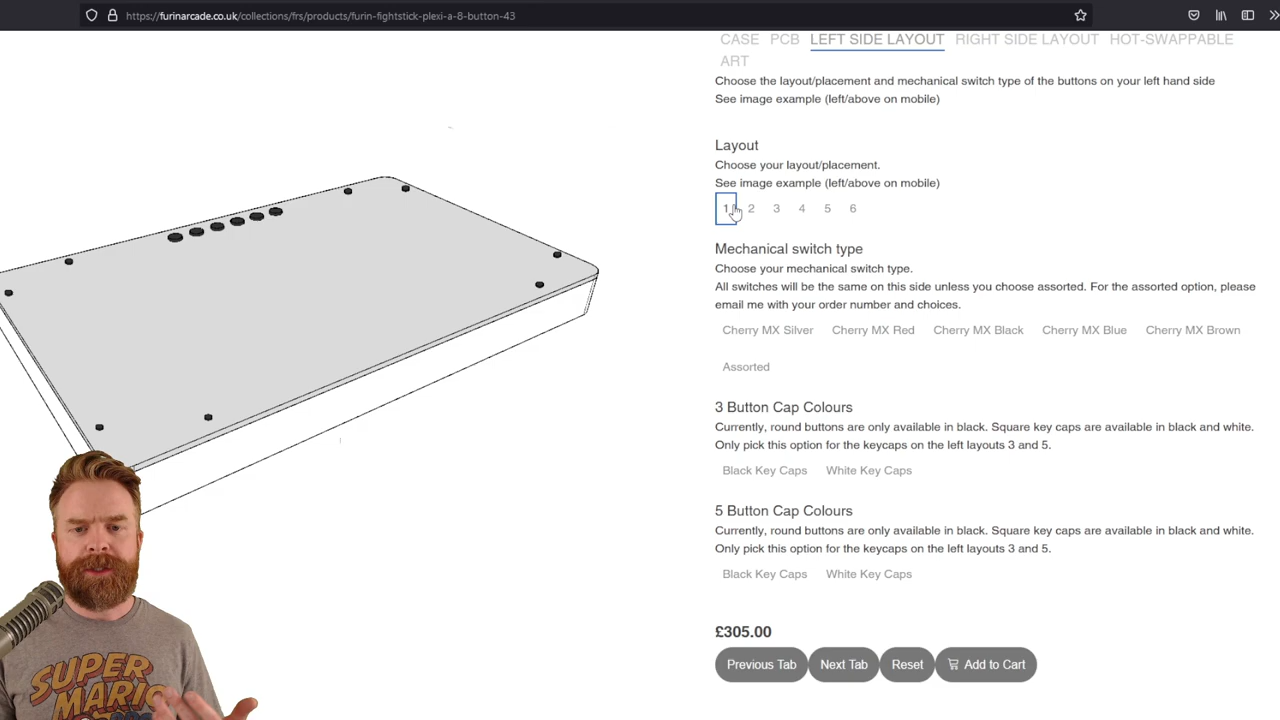 https://furinarcade.co.uk/collections/frs/products/furin-fightstick-plexi-a-8-button-43
CASE PCB LEFT SIDE LAYOUT RIGHT SIDE LAYOUT HOT-SWAPPABLE
ART
Choose the layout/placement and mechanical switch type of the buttons on your left hand side
See image example (left/above on mobile)
Layout
Choose your layout/placement.
See image example (left/above on mobile)
1 2 3 4 5 6
Mechanical switch type
Choose your mechanical switch type.
All switches will be the same on this side unless you choose assorted. For the assorted option, please
email me with your order number and choices.
Cherry MX Silver Cherry MX Red Cherry MX Black Cherry MX Blue Cherry MX Brown
Assorted
3 Button Cap Colours
Currently, round buttons are only available in black. Square key caps are available in black and white.
Only pick this option for the keycaps on the left layouts 3 and 5.
Black Key Caps White Key Caps
5 Button Cap Colours
Currently, round buttons are only available in black. Square key caps are available in black and white.
Only pick this option for the keycaps on the left layouts 3 and 5.
Black Key Caps White Key Caps
£305.00
Previous Tab Next Tab Reset Add to Cart
SUPER
MARIO